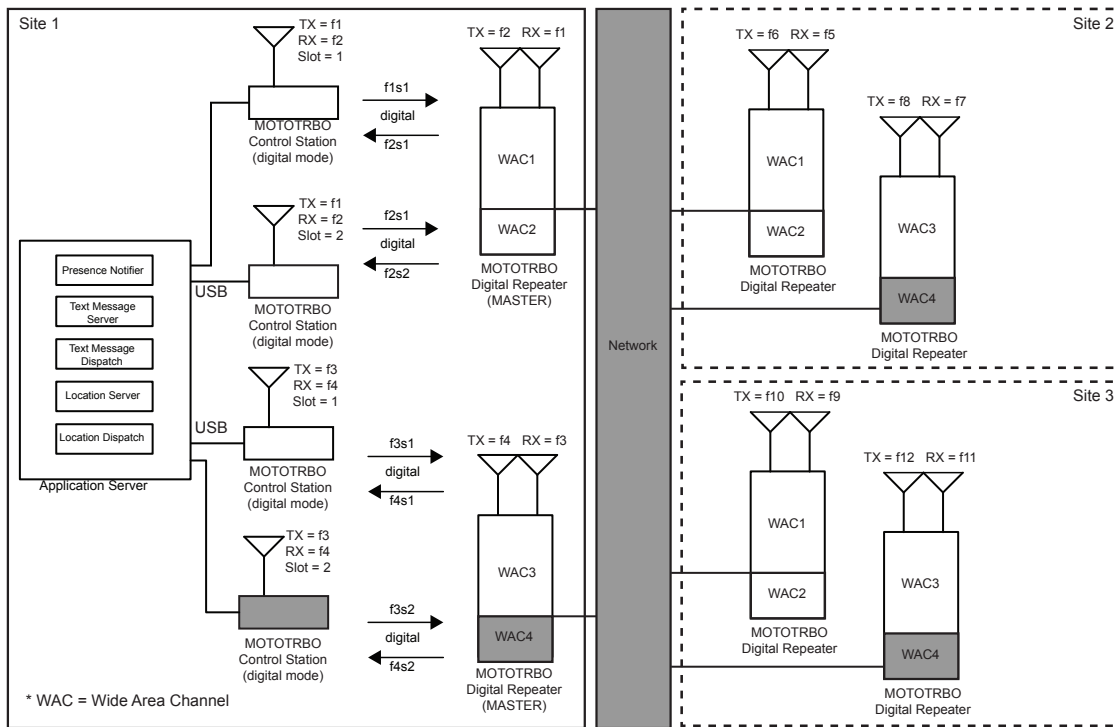 Site 1
TX = f1
RX = f2
Slot = 1
MOTOTRBO
Control Station
(digital mode)
f1s1
digital
f2s1
TX = f2 RX = f1
WAC1
WAC2
MOTOTRBO
Digital Repeater
(MASTER)
TX = f1
RX = f2
Slot = 2
MOTOTRBO
Control Station
(digital mode)
f2s1
digital
f2s2
Presence Notifier
Text Message
Server
Text Message
Dispatch
Location Server
Location Dispatch
Application Server
USB
USB
TX = f3
RX = f4
Slot = 1
MOTOTRBO
Control Station
(digital mode)
f3s1
digital
f4s1
TX = f4 RX = f3
WAC3
WAC4
MOTOTRBO
Digital Repeater
(MASTER)
TX = f3
RX = f4
Slot = 2
MOTOTRBO
Control Station
(digital mode)
f3s2
digital
f4s2
* WAC = Wide Area Channel
Network
Site 2
TX = f6 RX = f5
WAC1
WAC2
MOTOTRBO
Digital Repeater
TX = f8 RX = f7
WAC3
WAC4
MOTOTRBO
Digital Repeater
Site 3
TX = f10 RX = f9
WAC1
WAC2
MOTOTRBO
Digital Repeater
TX = f12 RX = f11
WAC3
WAC4
MOTOTRBO
Digital Repeater